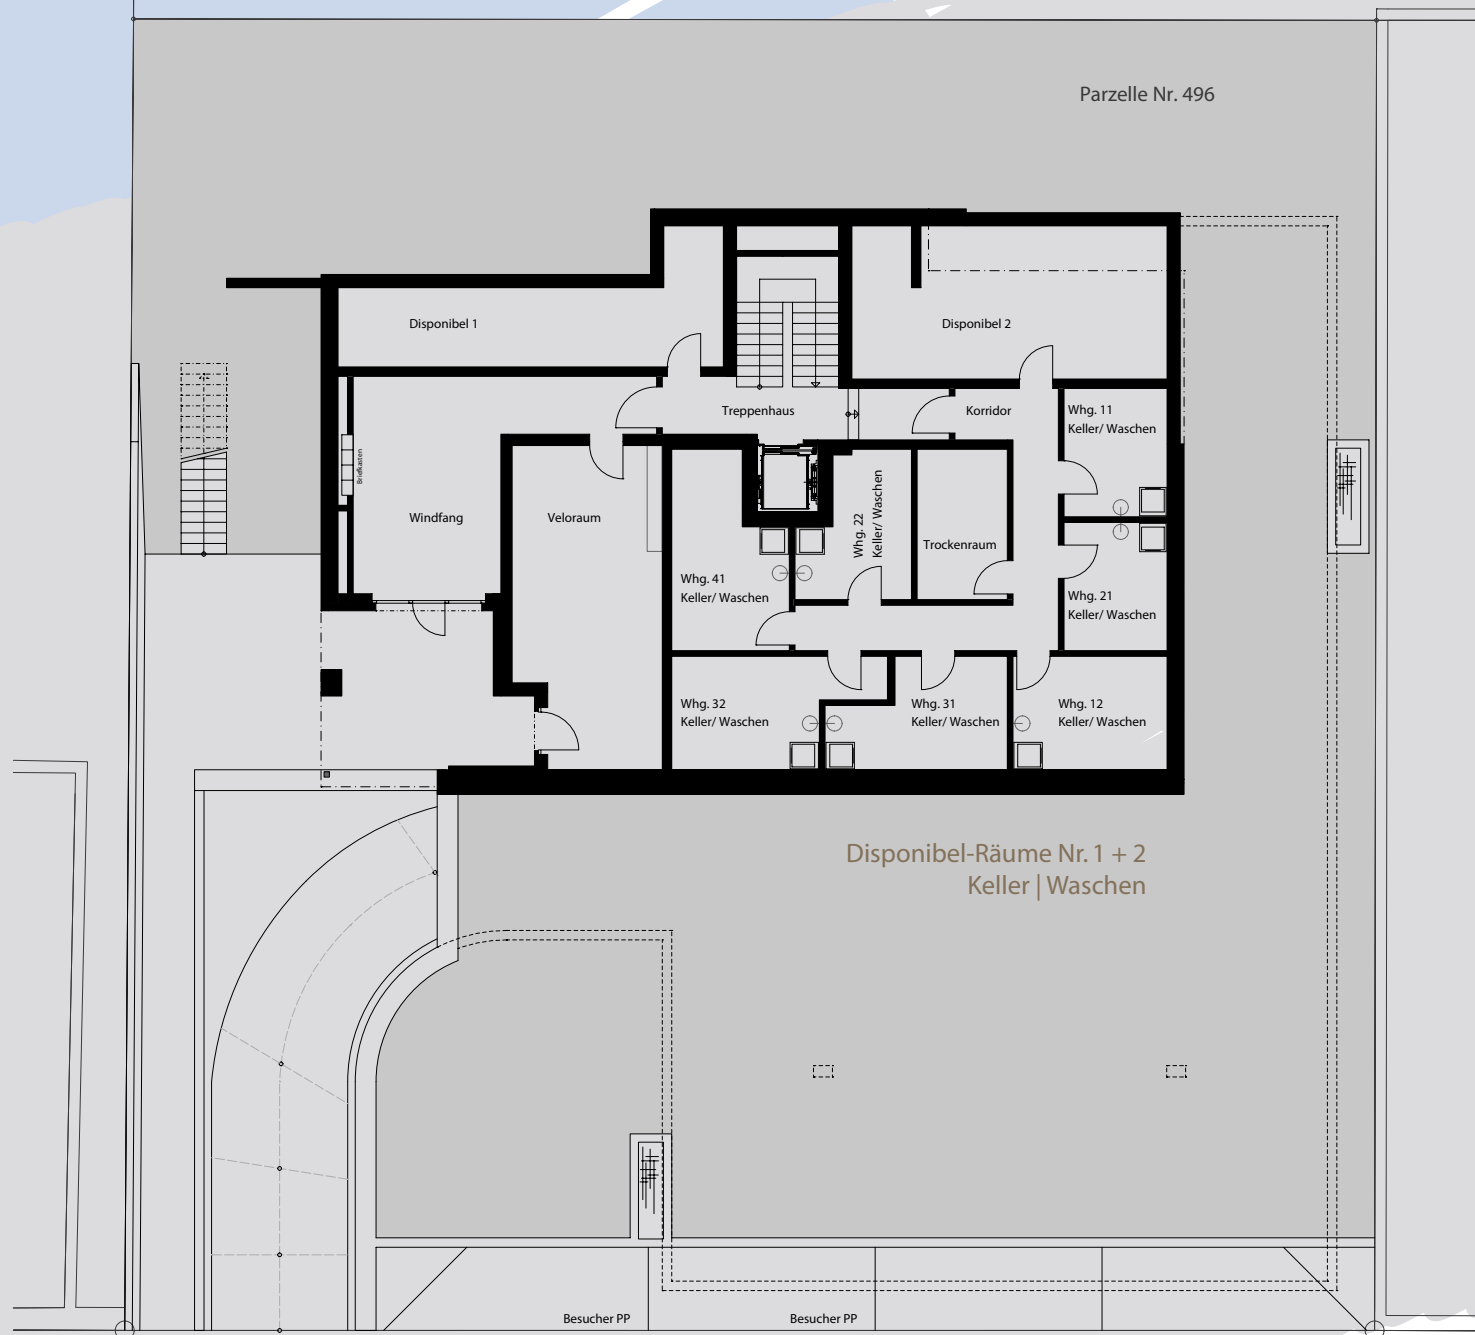 Parzelle Nr. 496
Disponibel 1
Disponibel 2
Treppenhaus
Korridor
Whg. 11
Keller/ Waschen
Briefkasten
Windfang
Veloraum
Whg. 22
Keller/ Waschen
Trockenraum
Whg. 41
Keller/ Waschen
Whg. 21
Keller/ Waschen
Whg. 32
Keller/ Waschen
Whg. 31
Keller/ Waschen
Whg. 12
Keller/ Waschen
Disponibel-Räume Nr. 1 + 2
Keller | Waschen
Besucher PP
Besucher PP